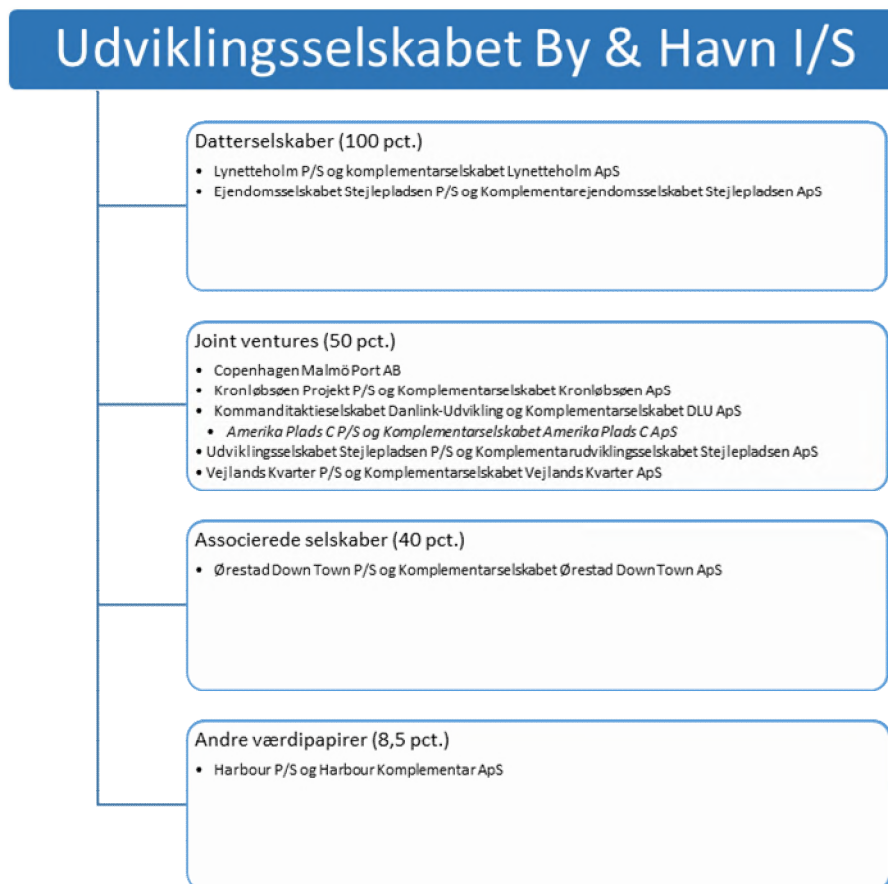 Udviklingsselskabet By & Havn I/S
Datterselskaber (100 pct.)
• Lynetteholm P/S og komplementarselskabet Lynetteholm ApS
• Ejendomsselskabet Stejlepladsen P/S og Komplementarejendomsselskabet Stejlepladsen ApS
Joint ventures (50 pct.)
• Copenhagen Malmö Port AB
• Kronløbsøen Projekt P/S og Komplementarselskabet Kronløbsøen ApS
• Kommanditaktieselskabet Danlink-Udvikling og Komplementarselskabet DLU ApS
• Amerika Plads C P/S og Komplementarselskabet Amerika Plads C ApS
• Udviklingsselskabet Stejlepladsen P/S og Komplementarudviklingsselskabet Stejlepladsen ApS
• Vejlands Kvarter P/S og Komplementarselskabet Vejlands Kvarter ApS
Associerede selskaber (40 pct.)
• Ørestad Down Town P/S og Komplementarselskabet Ørestad Down Town ApS
Andre værdipapirer (8,5 pct.)
• Harbour P/S og Harbour Komplementar ApS